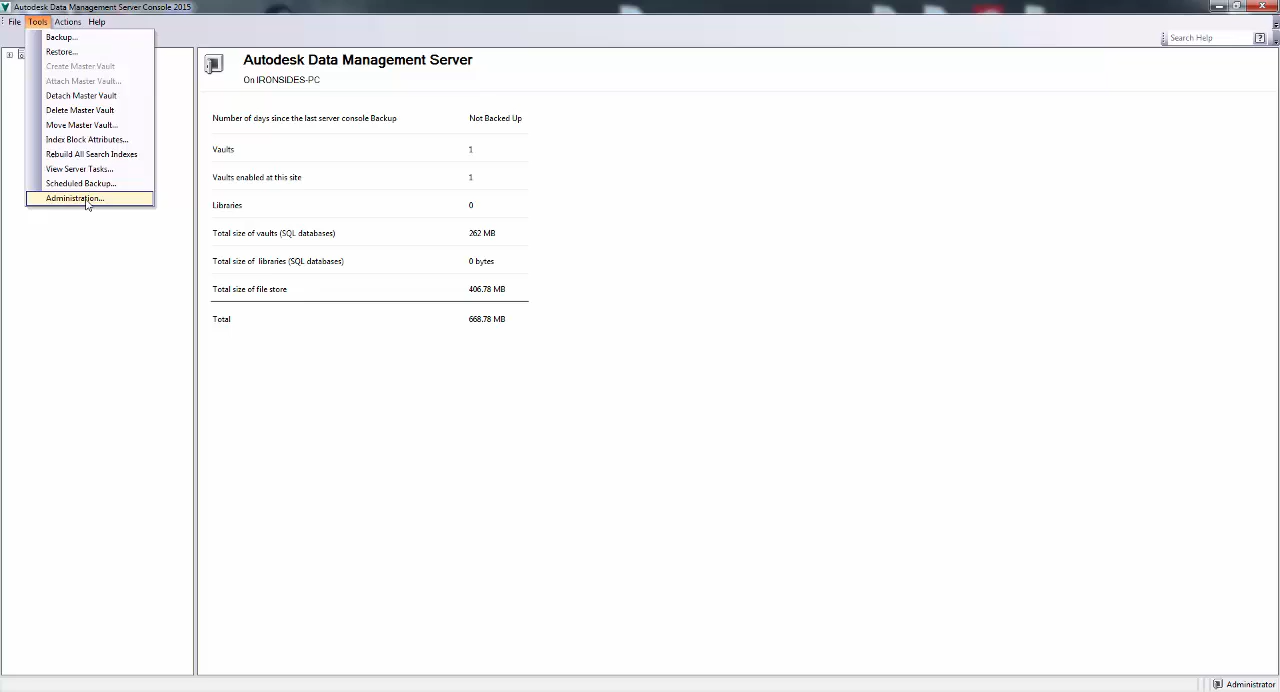 Autodesk Data Management Server Console 2015
File Tools Actions Help
Search Help
Backup...
Restore...
Create Master Vault
Attach Master Vault...
Detach Master Vault
Delete Master Vault
Move Master Vault...
Index Block Attributes...
Rebuild All Search Indexes
View Server Tasks...
Scheduled Backup...
Administration...
Autodesk Data Management Server
On IRONSIDES-PC
Number of days since the last server console Backup Not Backed Up
Vaults 1
Vaults enabled at this site 1
Libraries 0
Total size of vaults (SQL databases) 262 MB
Total size of libraries (SQL databases) 0 bytes
Total size of file store 406.78 MB
Total 668.78 MB
Administrator